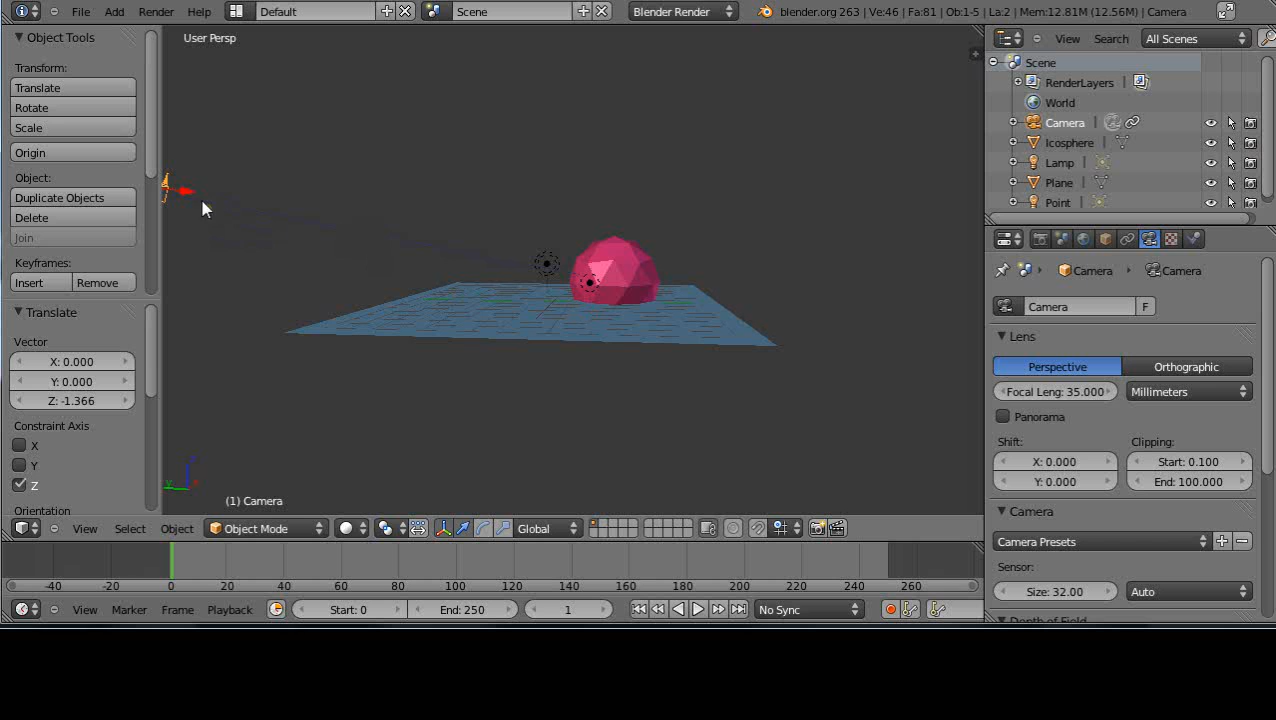 File Add Render Help Default Scene Blender Render blender.org 263 | Ve:46 | Fa:81 | Ob:1-5 | La:2 | Mem:12.81M (12.56M) | Camera
Object Tools
Transform:
Translate
Rotate
Scale
Origin
Object:
Duplicate Objects
Delete
Join
Keyframes:
Insert Remove
Translate
Vector
X: 0.000
Y: 0.000
Z: -1.366
Constraint Axis
X
Y
Z
Orientation
User Persp
(1) Camera
View Select Object Object Mode Global
-40 -20 0 20 40 60 80 100 120 140 160 180 200 220 240 260
View Marker Frame Playback Start: 0 End: 250 1 No Sync
View Search All Scenes
Scene
RenderLayers
World
Camera
Icosphere
Lamp
Plane
Point
Camera Camera
Camera F
Lens
Perspective Orthographic
Focal Len: 35.000 Millimeters
Panorama
Shift: Clipping:
X: 0.000 Start: 0.100
Y: 0.000 End: 100.000
Camera
Camera Presets
Sensor:
Size: 32.00 Auto
Depth of Field